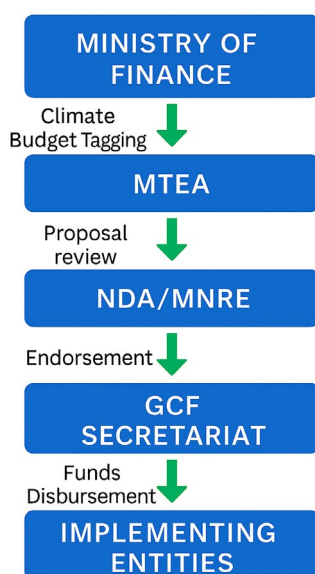 MINISTRY OF
FINANCE
Climate
Budget Tagging
MTEA
Proposal
review
NDA/MNRE
Endorsement
GCF
SECRETARIAT
Funds
Disbursement
IMPLEMENTING
ENTITIES